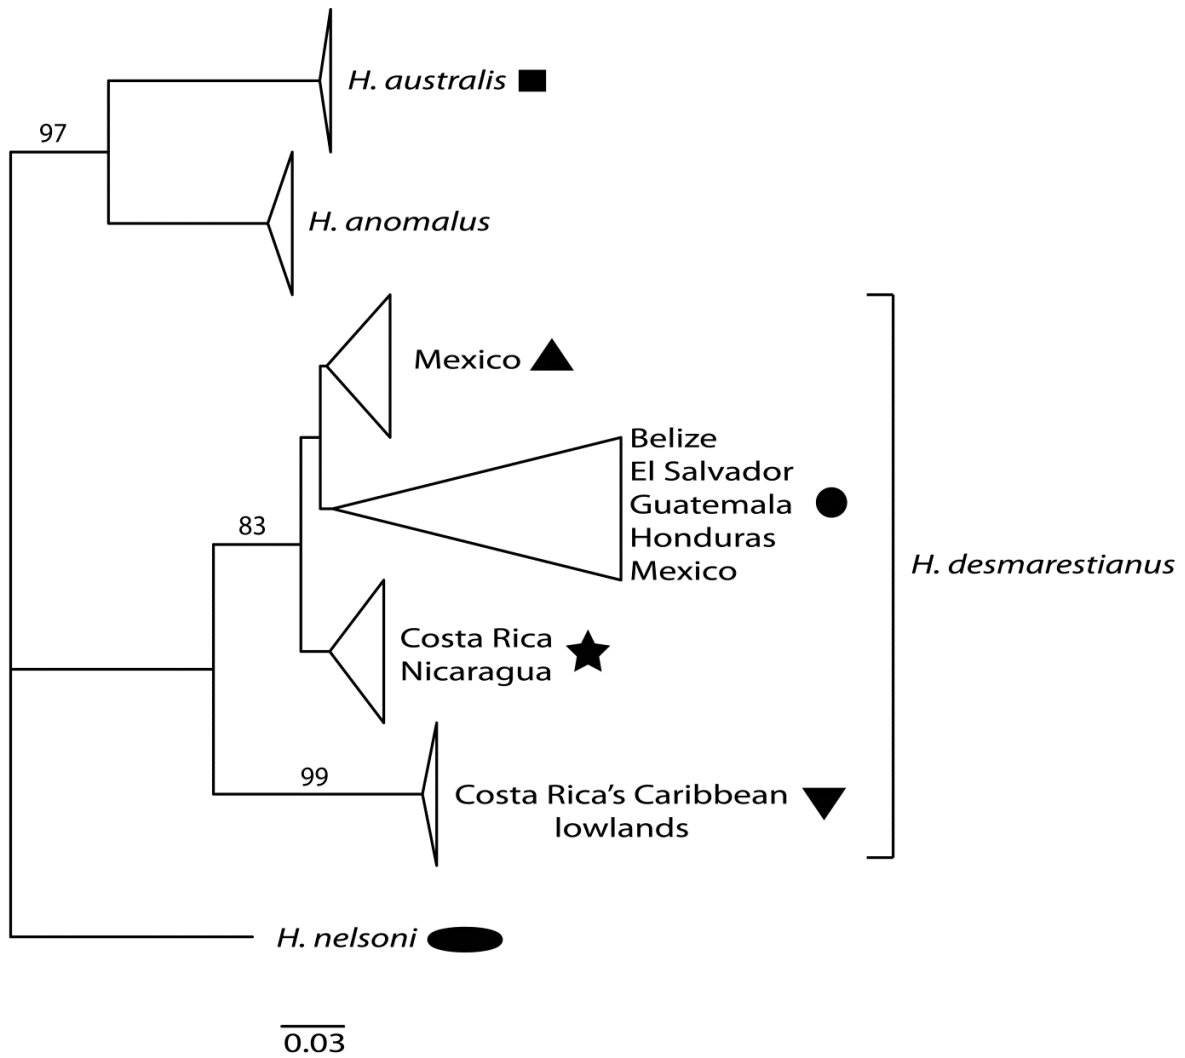 H. australis
97
H. anomalus
Mexico
Belize
El Salvador
Guatemala
Honduras
Mexico
83
H. desmarestianus
Costa Rica
Nicaragua
99
Costa Rica’s Caribbean
lowlands
H. nelsoni
0.03